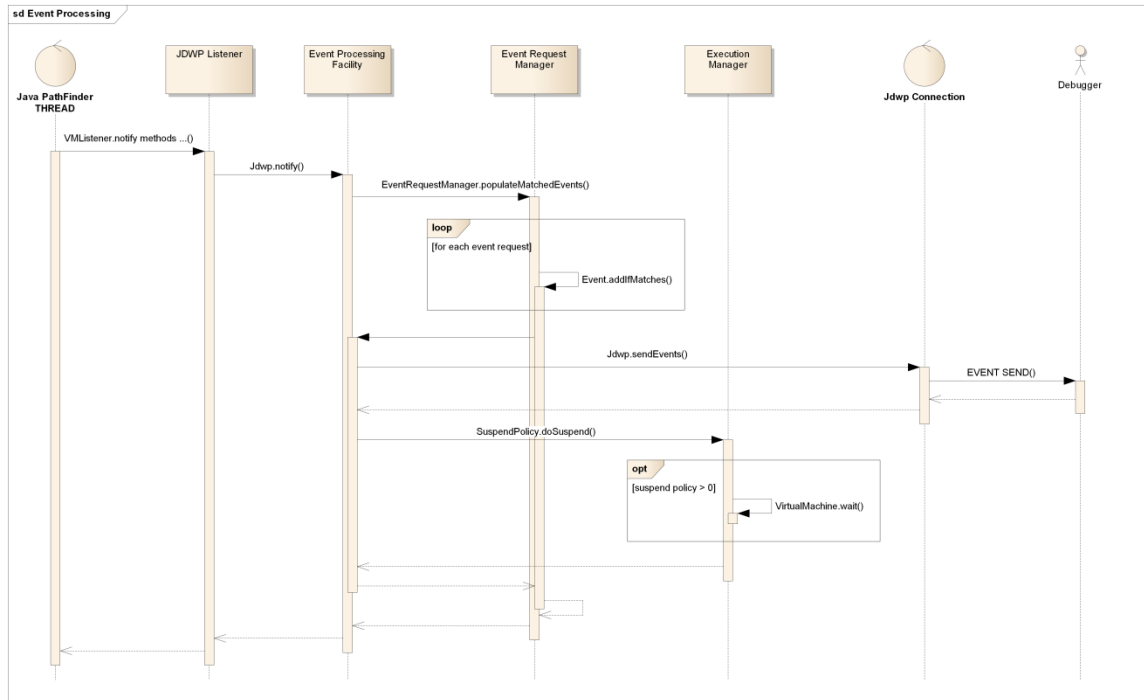 sd Event Processing
Java PathFinder
THREAD
JDWP Listener
Event Processing
Facility
Event Request
Manager
Execution
Manager
Jdwp Connection
Debugger
VMListener.notify methods ...()
Jdwp.notify()
EventRequestManager.populateMatchedEvents()
loop
[for each event request]
Event.addIfMatches()
Jdwp.sendEvents()
EVENT SEND()
SuspendPolicy.doSuspend()
opt
[suspend policy > 0]
VirtualMachine.wait()